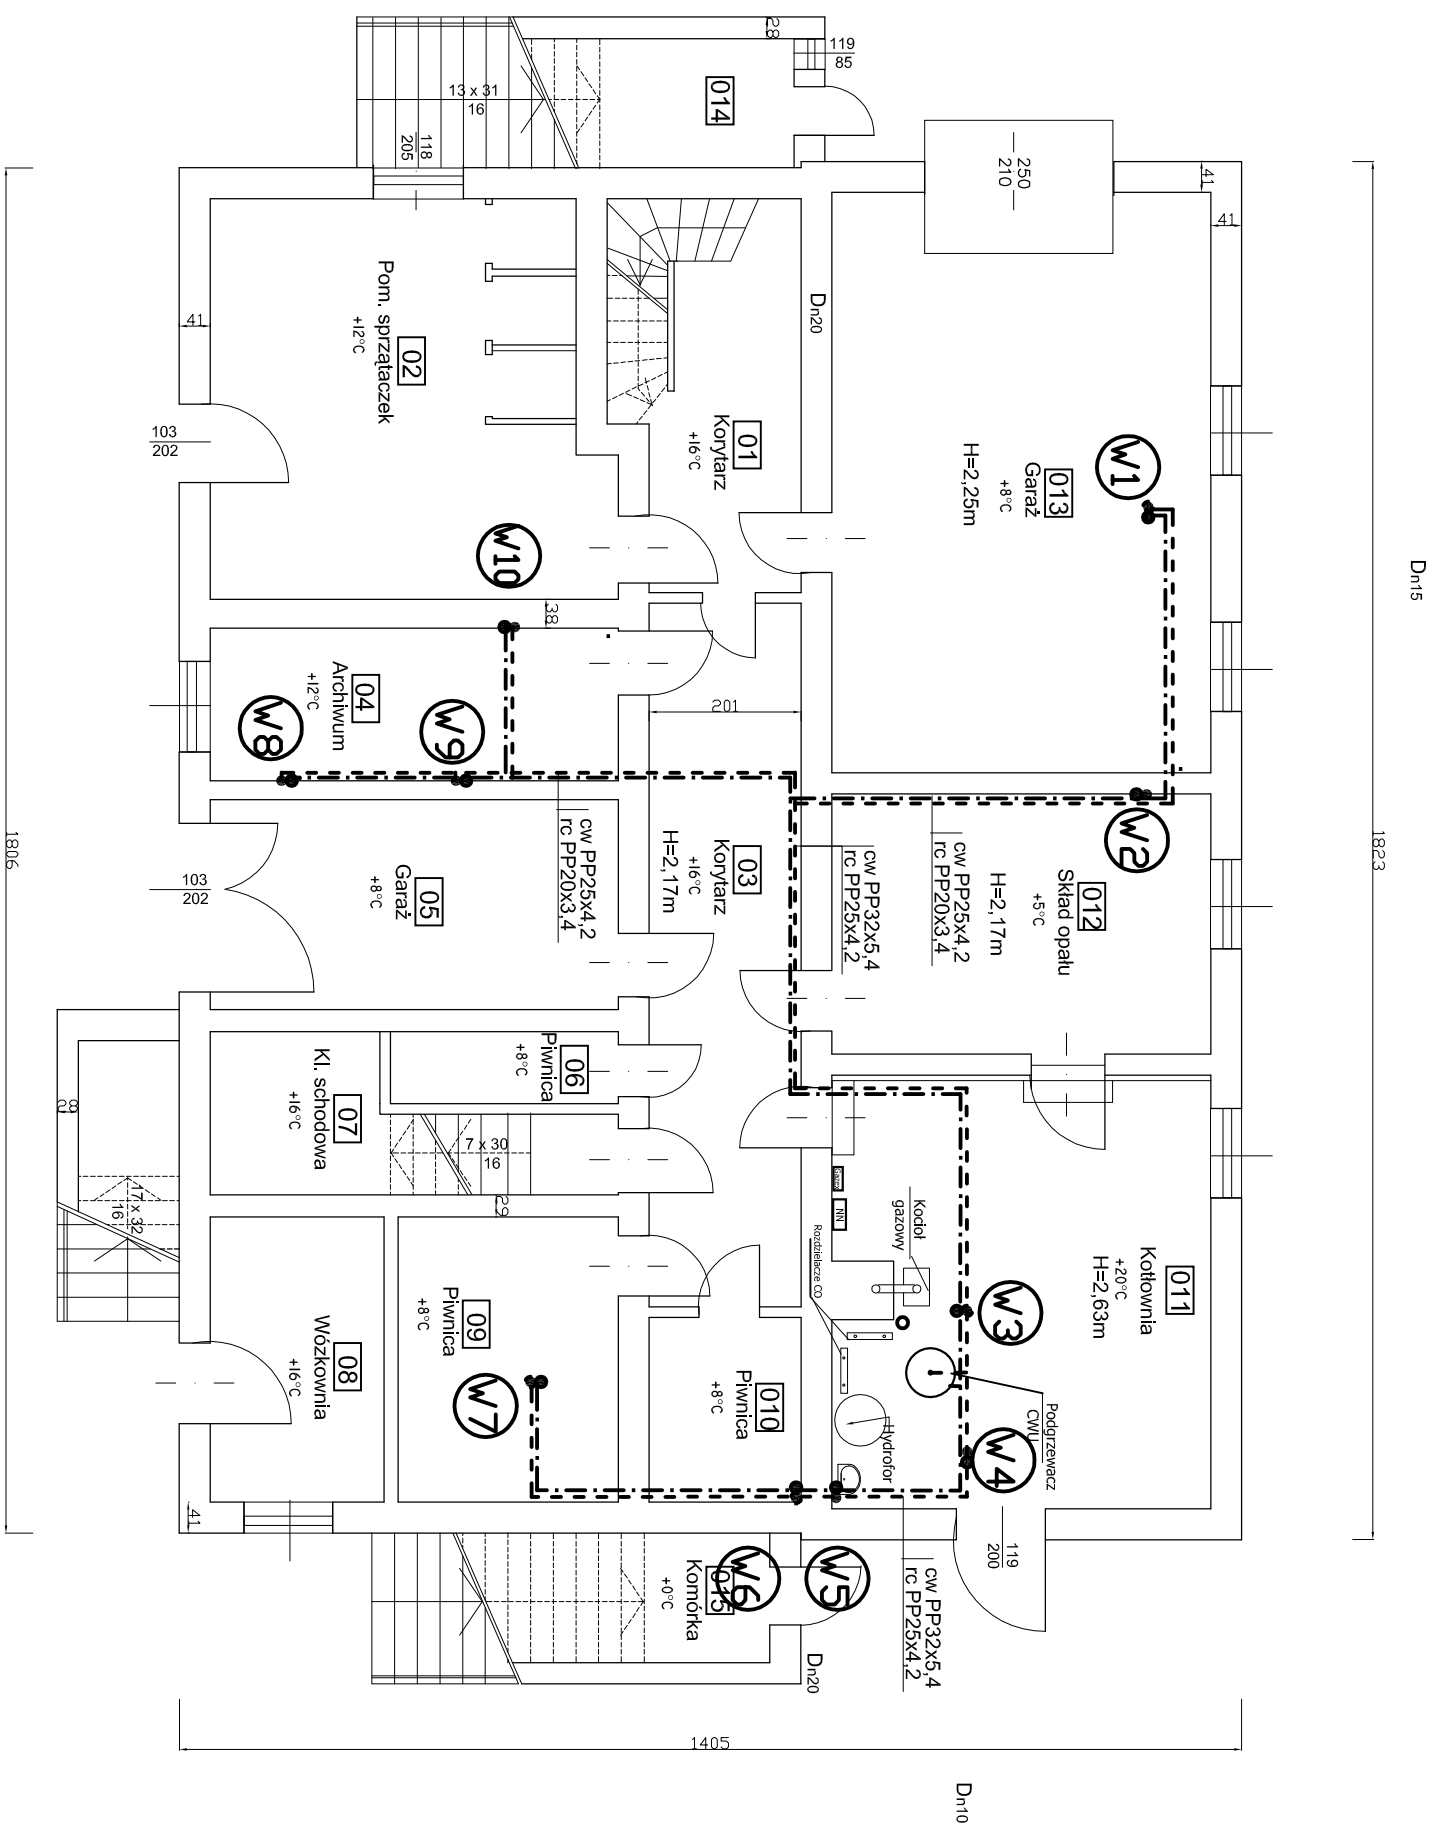 Dn15
1823
41
41
250
210
119
85
28
014
13 x 31
16
118
205
Dn20
W1
013
Garaż
+8°C
H=2,25m
01
Korytarz
+16°C
02
Pom. sprzątaczek
+12°C
41
103
202
W10
38
04
Archiwum
+12°C
W8
W9
201
W2
012
Skład opału
+5°C
H=2,17m
cw PP25x4,2
rc PP20x3,4
cw PP32x5,4
rc PP25x4,2
03
Korytarz
+16°C
H=2,17m
cw PP25x4,2
rc PP20x3,4
05
Garaż
+8°C
103
202
1806
06
Piwnica
+8°C
07
Kl. schodowa
+16°C
7 x 30
16
29
28
17 x 32
16
011
Kotłownia
+20°C
H=2,63m
Gazex
NN
Kocioł
gazowy
Rozdzielacze CO
W3
W4
Podgrzewacz
CWU
Hydrofor
010
Piwnica
+8°C
09
Piwnica
+8°C
W7
08
Wózkownia
+16°C
41
119
200
cw PP32x5,4
rc PP25x4,2
W5
W6
015
Komórka
+0°C
Dn20
1405
Dn10